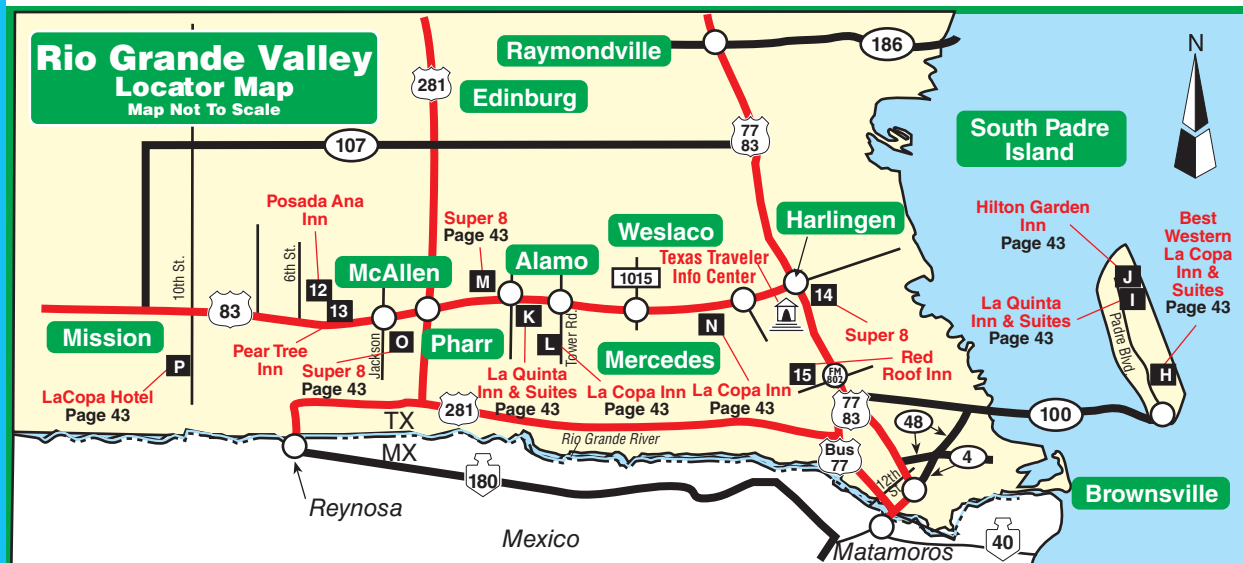 Rio Grande Valley
Locator Map
Map Not To Scale
Raymondville
186
N
281
Edinburg
77
83
South Padre
Island
107
Posada Ana
Inn
Super 8
Page 43
Harlingen
Hilton Garden
Inn
Page 43
Best
Western
La Copa
Inn &
Suites
Page 43
10th St.
6th St.
McAllen
M
Alamo
Weslaco
Texas Traveler
Info Center
1015
J
I
12
13
83
14
Super 8
La Quinta
Inn & Suites
Page 43
Padre Blvd
H
Mission
P
LaCopa Hotel
Page 43
Pear Tree
Inn
Jackson
O
Super 8
Page 43
Pharr
K
La Quinta
Inn & Suites
Page 43
L
Tower Rd.
La Copa Inn
Page 43
Mercedes
N
La Copa Inn
Page 43
15
FM
802
Red
Roof Inn
77
83
100
281
TX
MX
Rio Grande River
Bus
77
48
4
12th
St.
180
Reynosa
Mexico
Matamoros
40
Brownsville